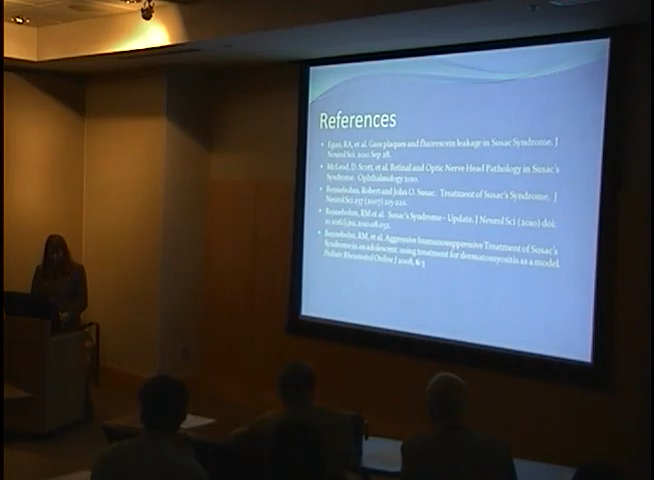 References
• Egan, RA, et al. Gass plaques and fluorescein leakage in Susac Syndrome. J
Neurol Sci. 2010 Sep 28.
• McLeod, D. Scott, et al. Retinal and Optic Nerve Head Pathology in Susac's
Syndrome. Ophthalmology 2010.
• Rennebohm, Robert and John O. Susac. Treatment of Susac's Syndrome. J
Neurol Sci 257 (2007) 215-220.
• Rennebohm, RM et al. Susac's Syndrome – Update, J Neurol Sci (2010) doi:
• Rennebohm, RM, et al. Aggressive Immunosuppressive Treatment of Susac's
Syndrome in an adolescent: using treatment for dermatomyositis as a model.
Pediatr Rheumatol Online J 2008, 6:3